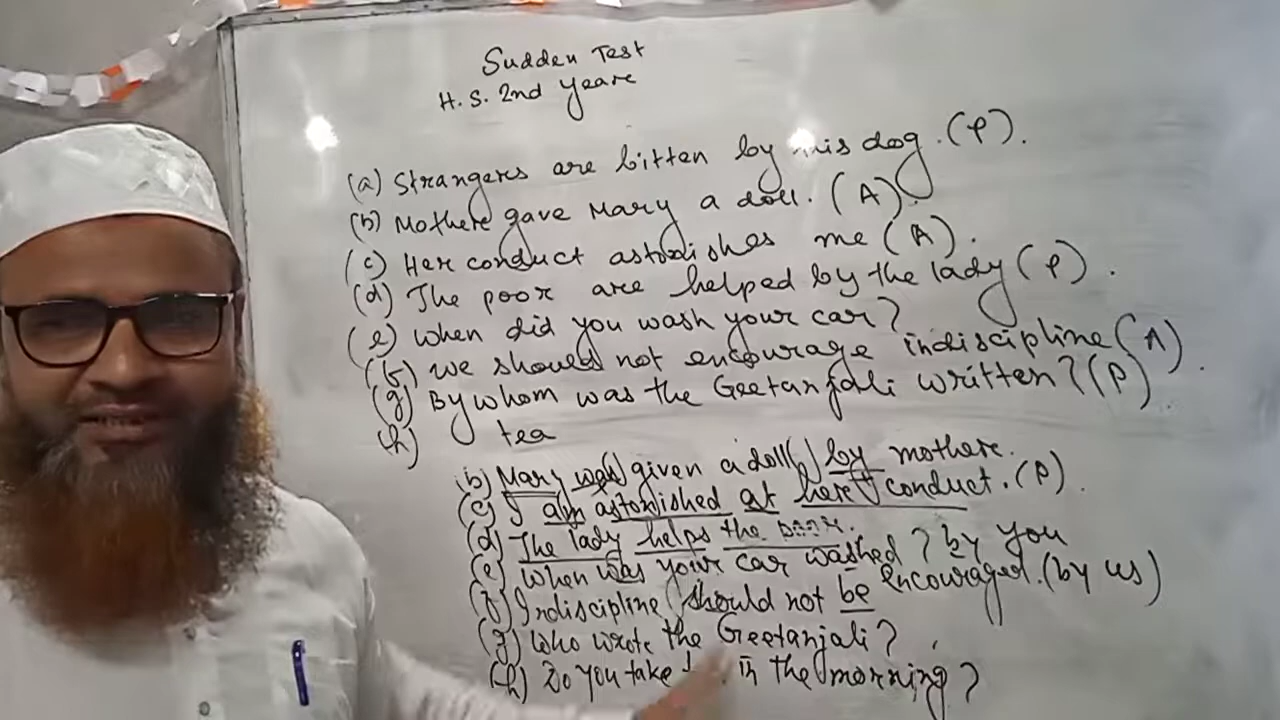 Sudden Test
H.S. 2nd Yeare
(a) Strangers are bitten by his dog. (P).
(b) Mothere gave Mary a doll. (A).
(c) Her conduct astonishes me (A).
(d) The poor are helped by the lady (P).
(e) When did you wash your car?
(f) We should not encourage indiscipline (A).
(g) By whom was the Geetanjali written? (P)
(h) tea
(b) Mary was given a doll by mothere.
(c) I am astonished at here conduct. (P).
(d) The lady helps the poor.
(e) When was your car washed? by you
(f) Indiscipline should not be encouraged. (by us)
(g) Who wrote the Geetanjali?
(h) Do you take in the morning?